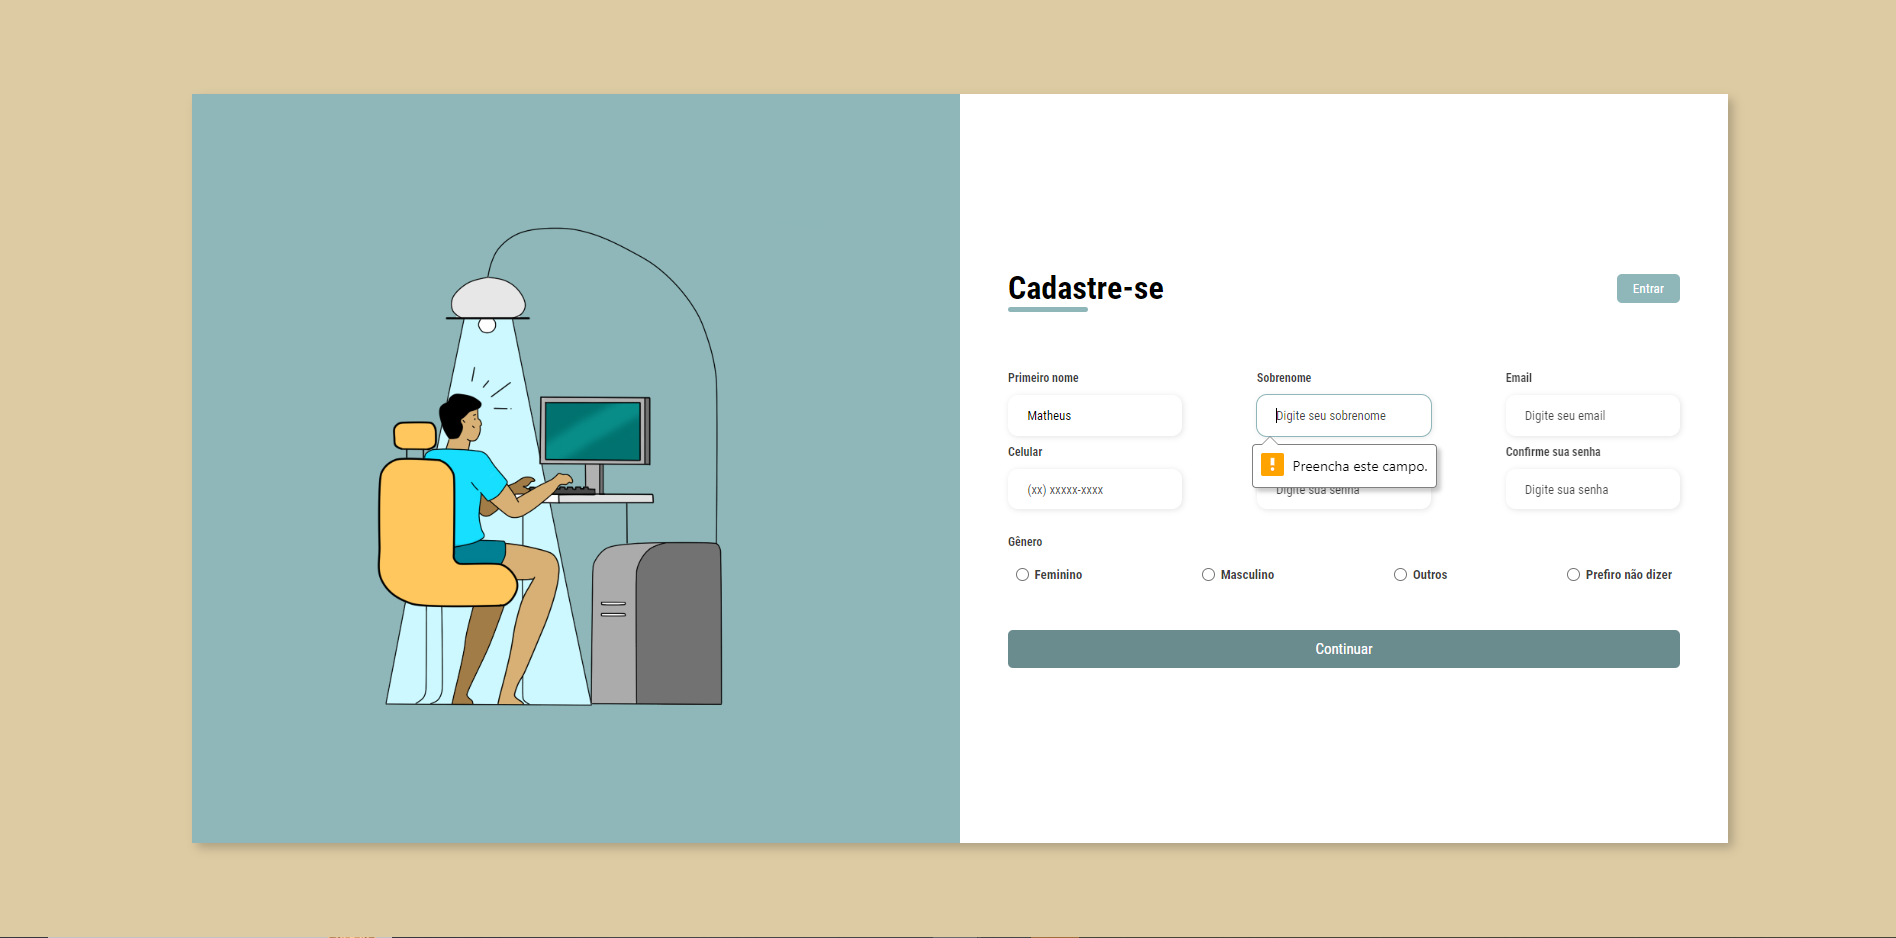 Cadastre-se
Entrar
Primeiro nome
Sobrenome
Email
Matheus
Digite seu sobrenome
Digite seu email
Celular
Preencha este campo.
Confirme sua senha
(xx) xxxxx-xxxx
Digite sua senha
Digite sua senha
Gênero
Feminino
Masculino
Outros
Prefiro não dizer
Continuar